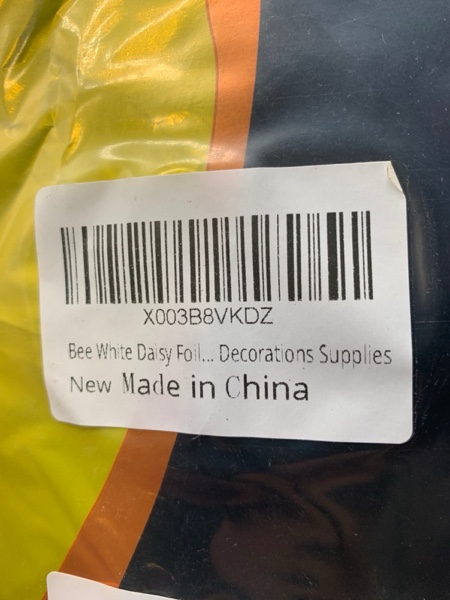 X003B8VKDZ
Bee White Daisy Foil... Decorations Supplies
New Made in China